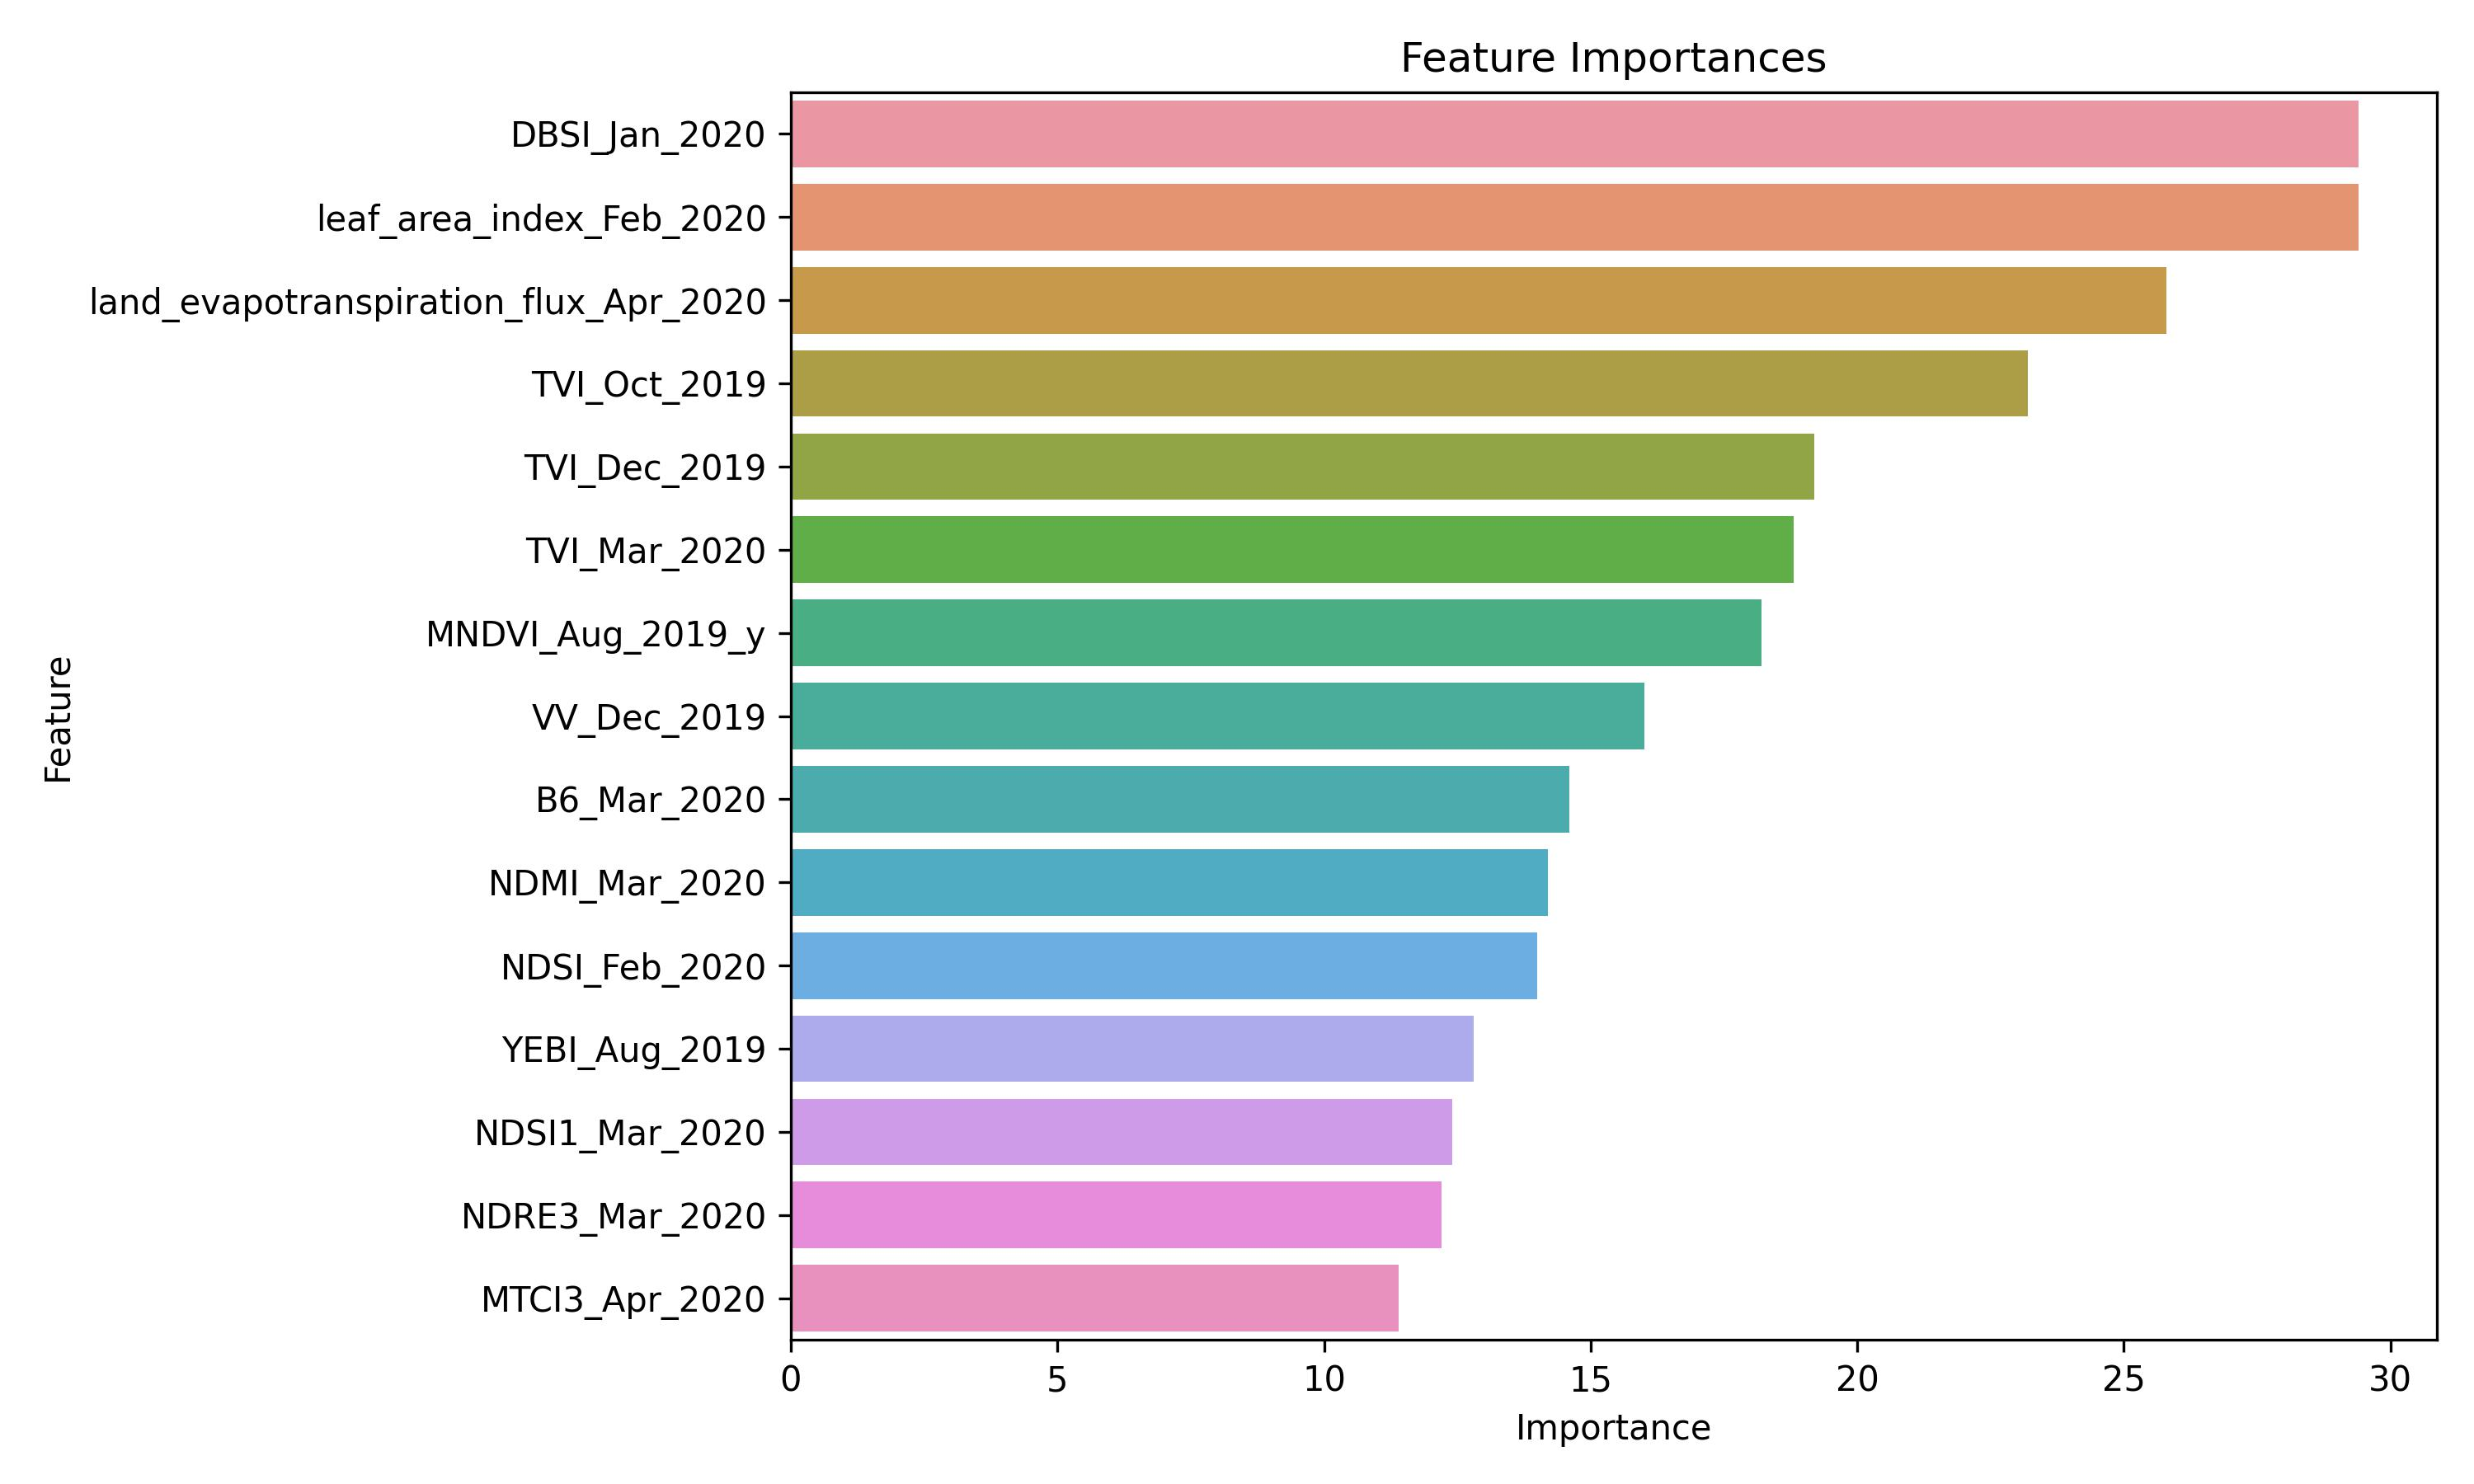 Feature Importances
DBSI_Jan_2020
leaf_area_index_Feb_2020
land_evapotranspiration_flux_Apr_2020
TVI_Oct_2019
TVI_Dec_2019
TVI_Mar_2020
MNDVI_Aug_2019_y
VV_Dec_2019
B6_Mar_2020
NDMI_Mar_2020
NDSI_Feb_2020
YEBI_Aug_2019
NDSI1_Mar_2020
NDRE3_Mar_2020
MTCI3_Apr_2020
Feature
0 5 10 15 20 25 30
Importance